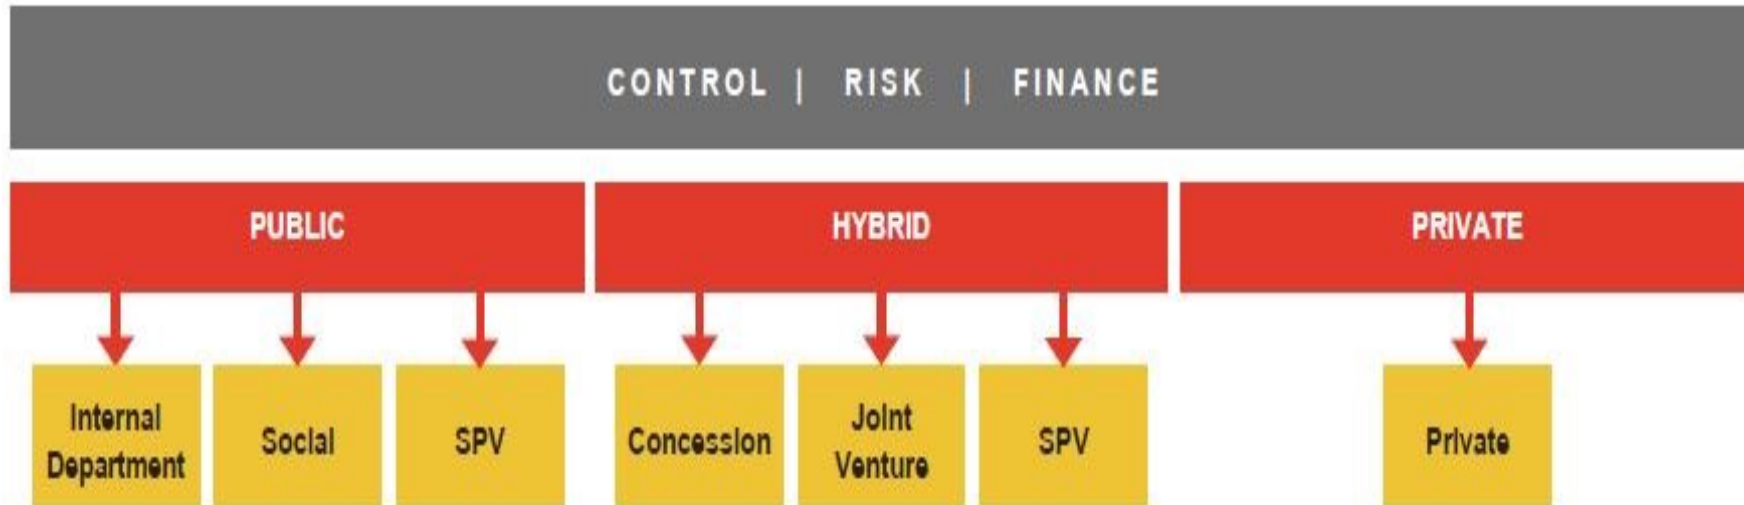 CONTROL | RISK | FINANCE
PUBLIC
HYBRID
PRIVATE
Internal
Department
Social
SPV
Concession
Joint
Venture
SPV
Private